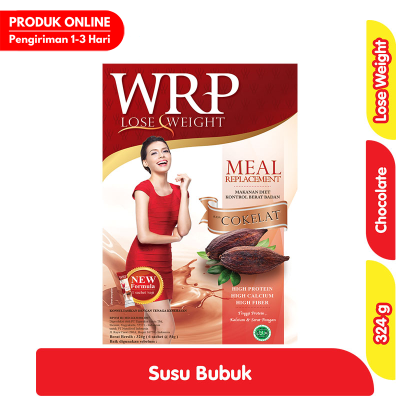 PRODUK ONLINE
Pengiriman 1-3 Hari
WRP
LOSE WEIGHT
MEAL
REPLACEMENT
MAKANAN DIET
KONTROL BERAT BADAN
COKELAT
NEW
Formula
HIGH PROTEIN
HIGH CALCIUM
HIGH FIBER
Tinggi Protein,
Kalsium & Serat Pangan
Lose Weight
Chocolate
324 g
Susu Bubuk